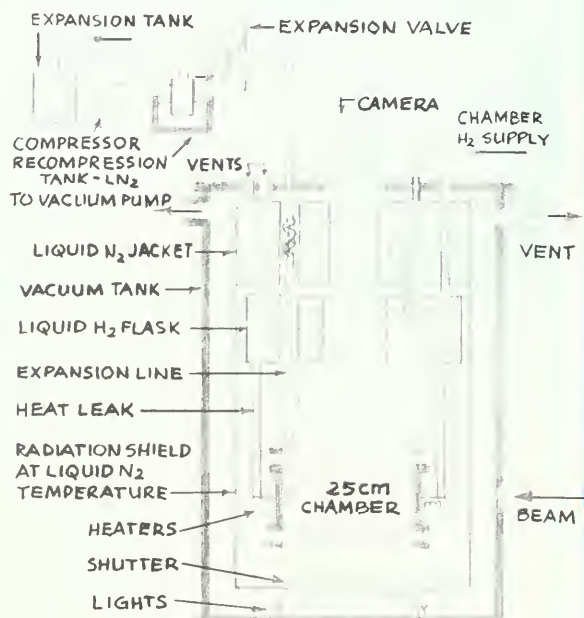 EXPANSION TANK
EXPANSION VALVE
CAMERA
CHAMBER
H₂ SUPPLY
COMPRESSOR
RECOMPRESSION
TANK-LN₂
VENTS
TO VACUUM PUMP
VENT
LIQUID N₂ JACKET
VACUUM TANK
LIQUID H₂ FLASK
EXPANSION LINE
HEAT LEAK
RADIATION SHIELD
AT LIQUID N₂
TEMPERATURE
25cm
CHAMBER
BEAM
HEATERS
SHUTTER
LIGHTS